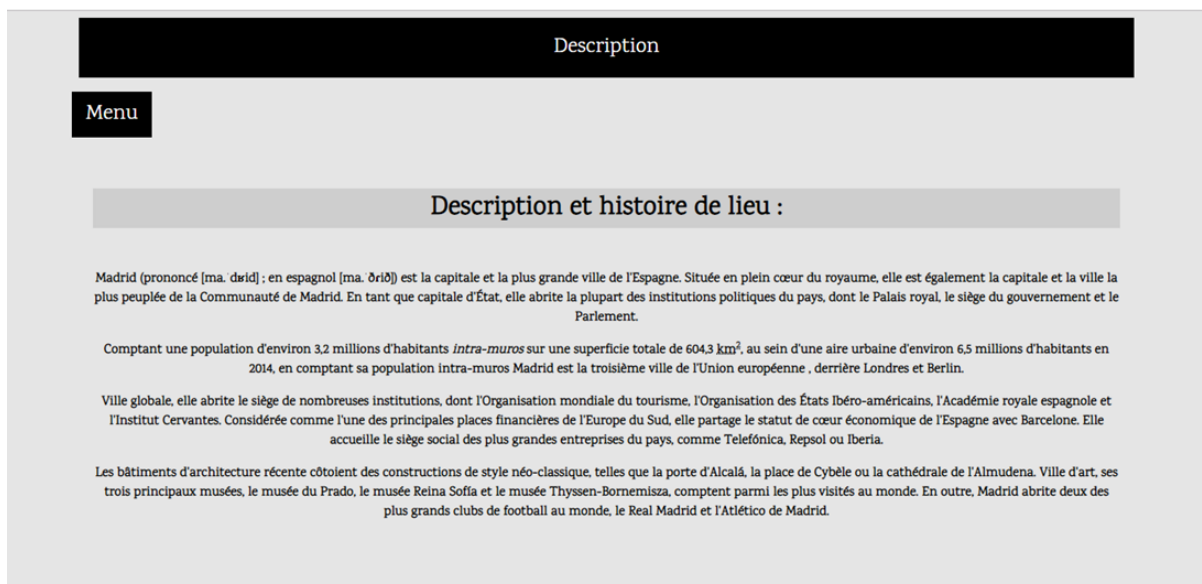 Description
Menu
Description et histoire de lieu :
Madrid (prononcé [ma.ˈdʁid] ; en espagnol [ma.ˈðɾið]) est la capitale et la plus grande ville de l'Espagne. Située en plein cœur du royaume, elle est également la capitale et la ville la
plus peuplée de la Communauté de Madrid. En tant que capitale d'État, elle abrite la plupart des institutions politiques du pays, dont le Palais royal, le siège du gouvernement et le
Parlement.
Comptant une population d'environ 3,2 millions d'habitants intra-muros sur une superficie totale de 604,3 km², au sein d'une aire urbaine d'environ 6,5 millions d'habitants en
2014, en comptant sa population intra-muros Madrid est la troisième ville de l'Union européenne , derrière Londres et Berlin.
Ville globale, elle abrite le siège de nombreuses institutions, dont l'Organisation mondiale du tourisme, l'Organisation des États Ibéro-américains, l'Académie royale espagnole et
l'Institut Cervantes. Considérée comme l'une des principales places financières de l'Europe du Sud, elle partage le statut de cœur économique de l'Espagne avec Barcelone. Elle
accueille le siège social des plus grandes entreprises du pays, comme Telefónica, Repsol ou Iberia.
Les bâtiments d'architecture récente côtoient des constructions de style néo-classique, telles que la porte d'Alcalá, la place de Cybèle ou la cathédrale de l'Almudena. Ville d'art, ses
trois principaux musées, le musée du Prado, le musée Reina Sofía et le musée Thyssen-Bornemisza, comptent parmi les plus visités au monde. En outre, Madrid abrite deux des
plus grands clubs de football au monde, le Real Madrid et l'Atlético de Madrid.